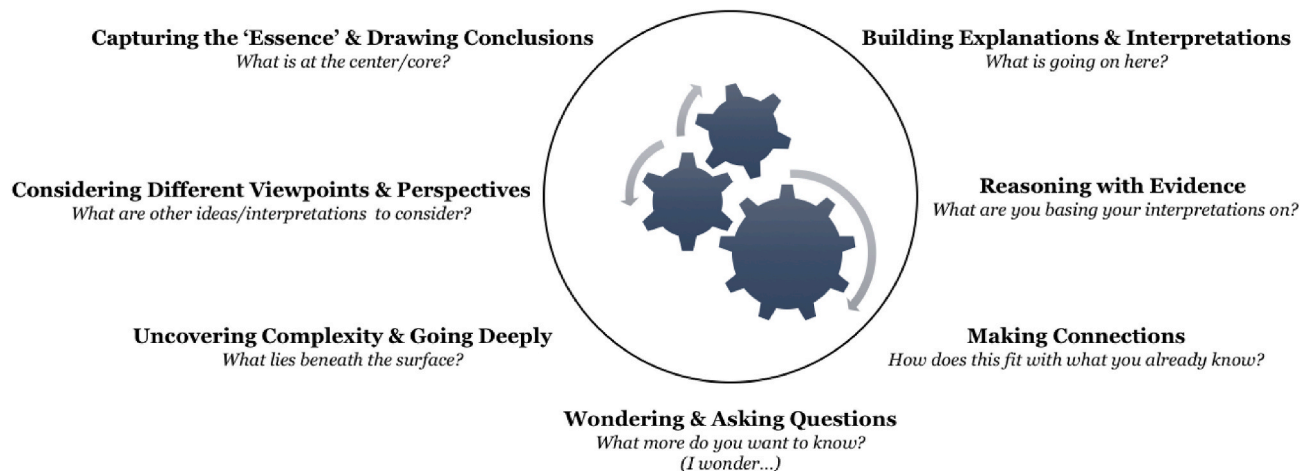 Capturing the ‘Essence’ & Drawing Conclusions
What is at the center/core?
Building Explanations & Interpretations
What is going on here?
Considering Different Viewpoints & Perspectives
What are other ideas/interpretations to consider?
Reasoning with Evidence
What are you basing your interpretations on?
Uncovering Complexity & Going Deeply
What lies beneath the surface?
Making Connections
How does this fit with what you already know?
Wondering & Asking Questions
What more do you want to know?
(I wonder...)